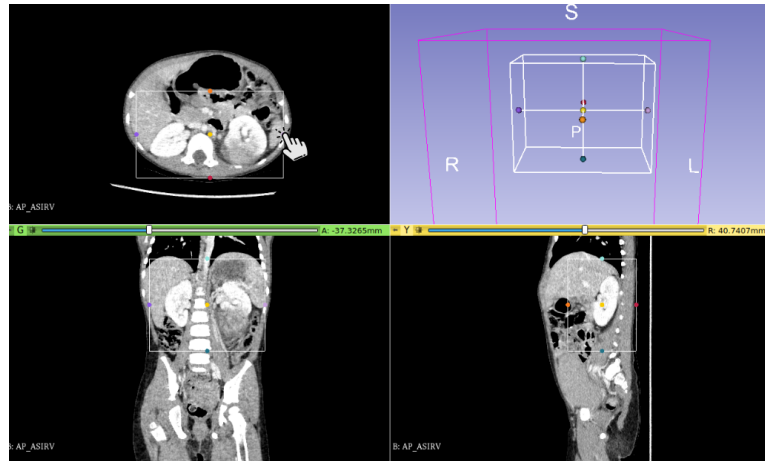 S
P
R
L
B: AP_ASIRV
G
A: -37.3265mm
Y
R: 40.7407mm
B: AP_ASIRV
B: AP_ASIRV